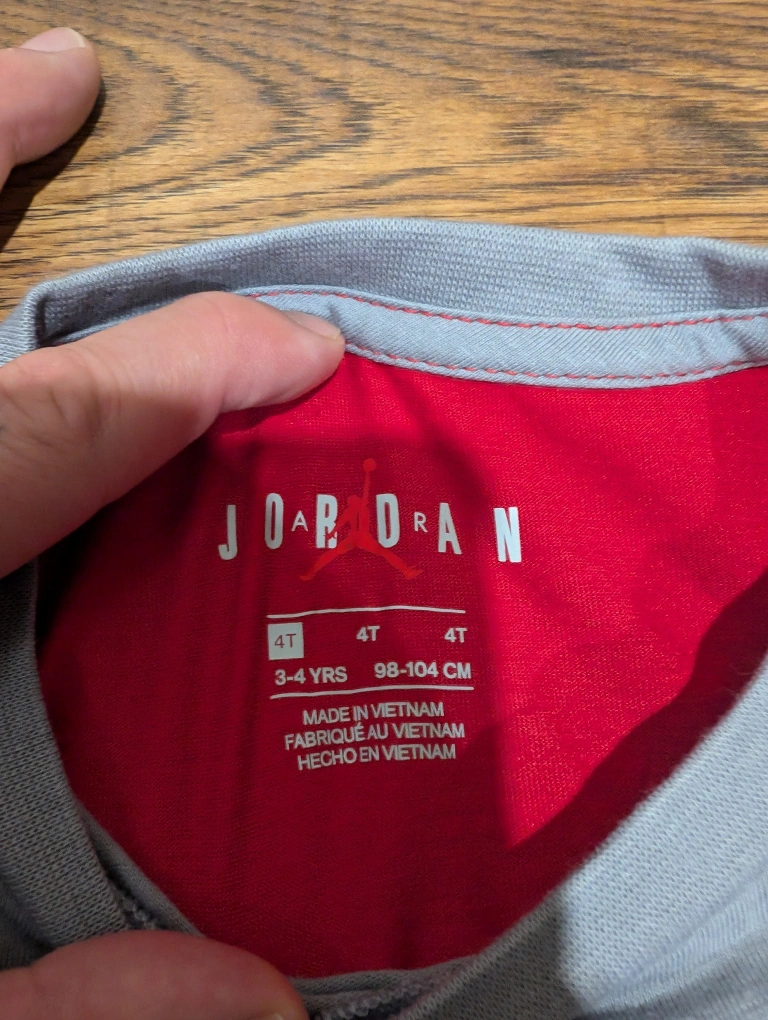 JORDAN
AR
4T 4T 4T
3-4 YRS 98-104 CM
MADE IN VIETNAM
FABRIQUÉ AU VIETNAM
HECHO EN VIETNAM